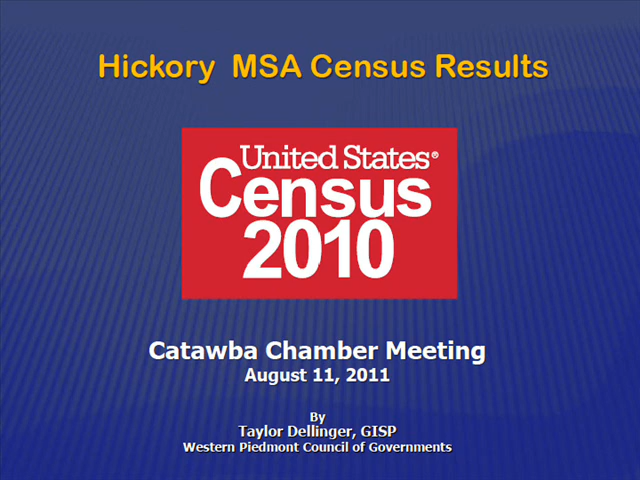 Hickory MSA Census Results
United States®
Census
2010
Catawba Chamber Meeting
August 11, 2011
By
Taylor Dellinger, GISP
Western Piedmont Council of Governments